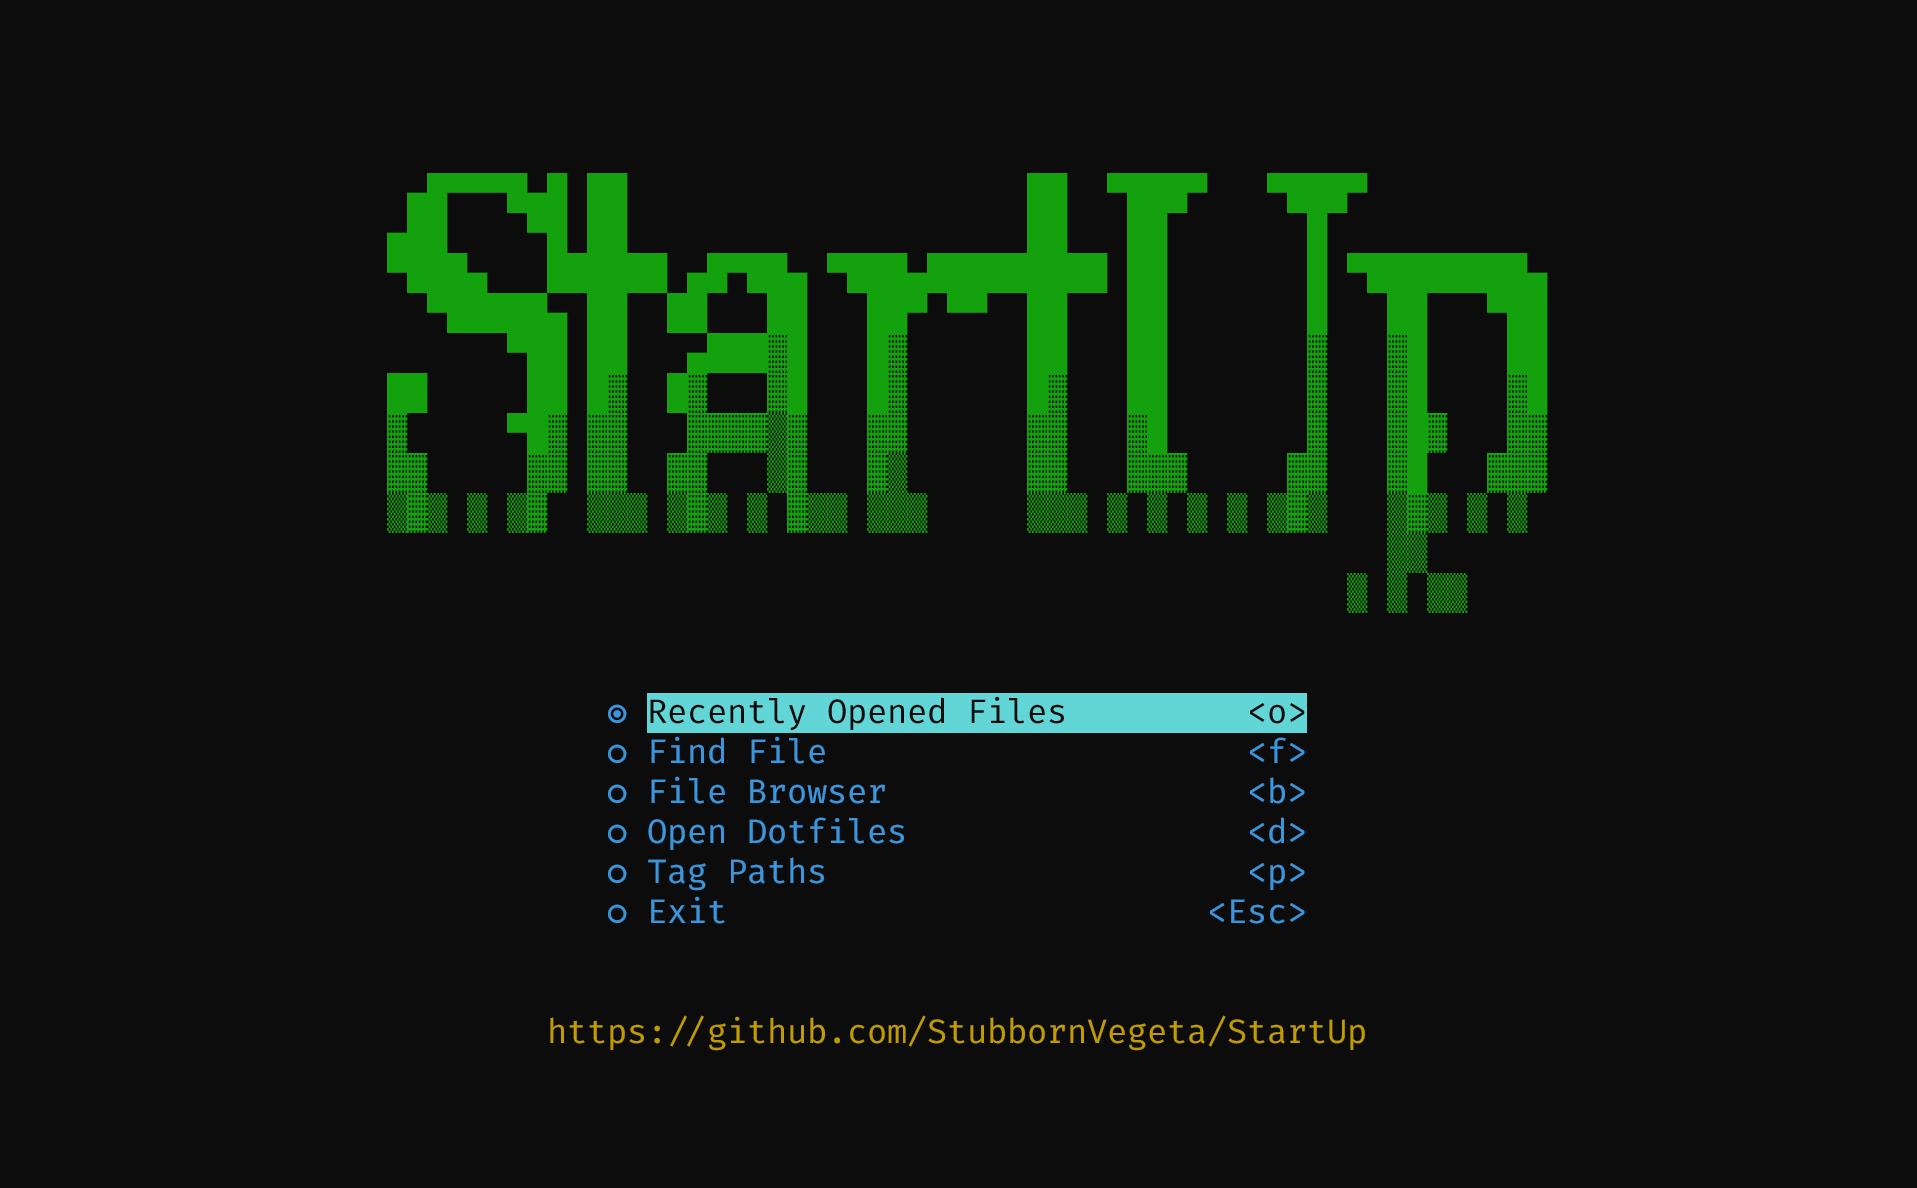 StartUp
Recently Opened Files <o>
Find File <f>
File Browser <b>
Open Dotfiles <d>
Tag Paths <p>
Exit <Esc>
https://github.com/StubbornVegeta/StartUp